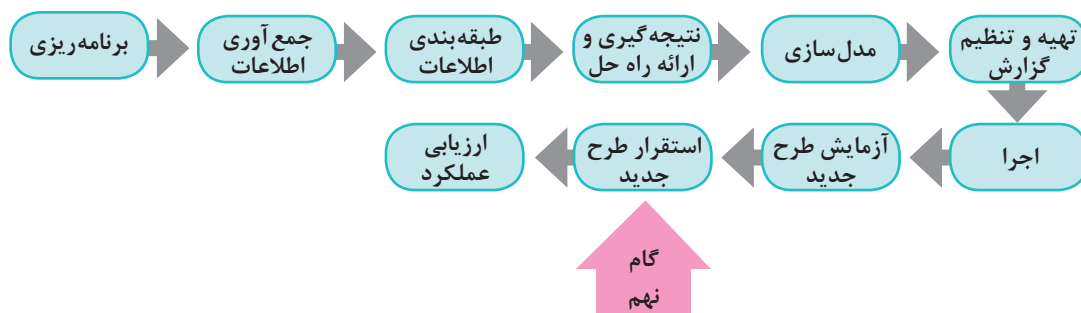 برنامه‌ریزی
جمع‌آوری
اطلاعات
طبقه‌بندی
اطلاعات
نتیجه‌گیری و
ارائه راه حل
مدل‌سازی
تهیه و تنظیم
گزارش
اجرا
آزمایش طرح
جدید
استقرار طرح
جدید
ارزیابی
عملکرد
گام
نهم